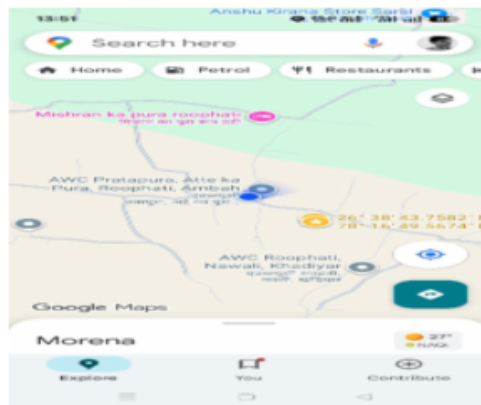 13:51
Anshu Kirana Store Sarsi
Search here
Home
Petrol
Restaurants
Mishran ka pura roophati
AWC Pratapura, Atte ka
Pura, Roophati, Ambah
26° 38' 43.7582"
78° 16' 49.5674"
AWC Roophati,
Nawali, Khadiyar
Google Maps
Morena
27°
Explore
You
Contribute